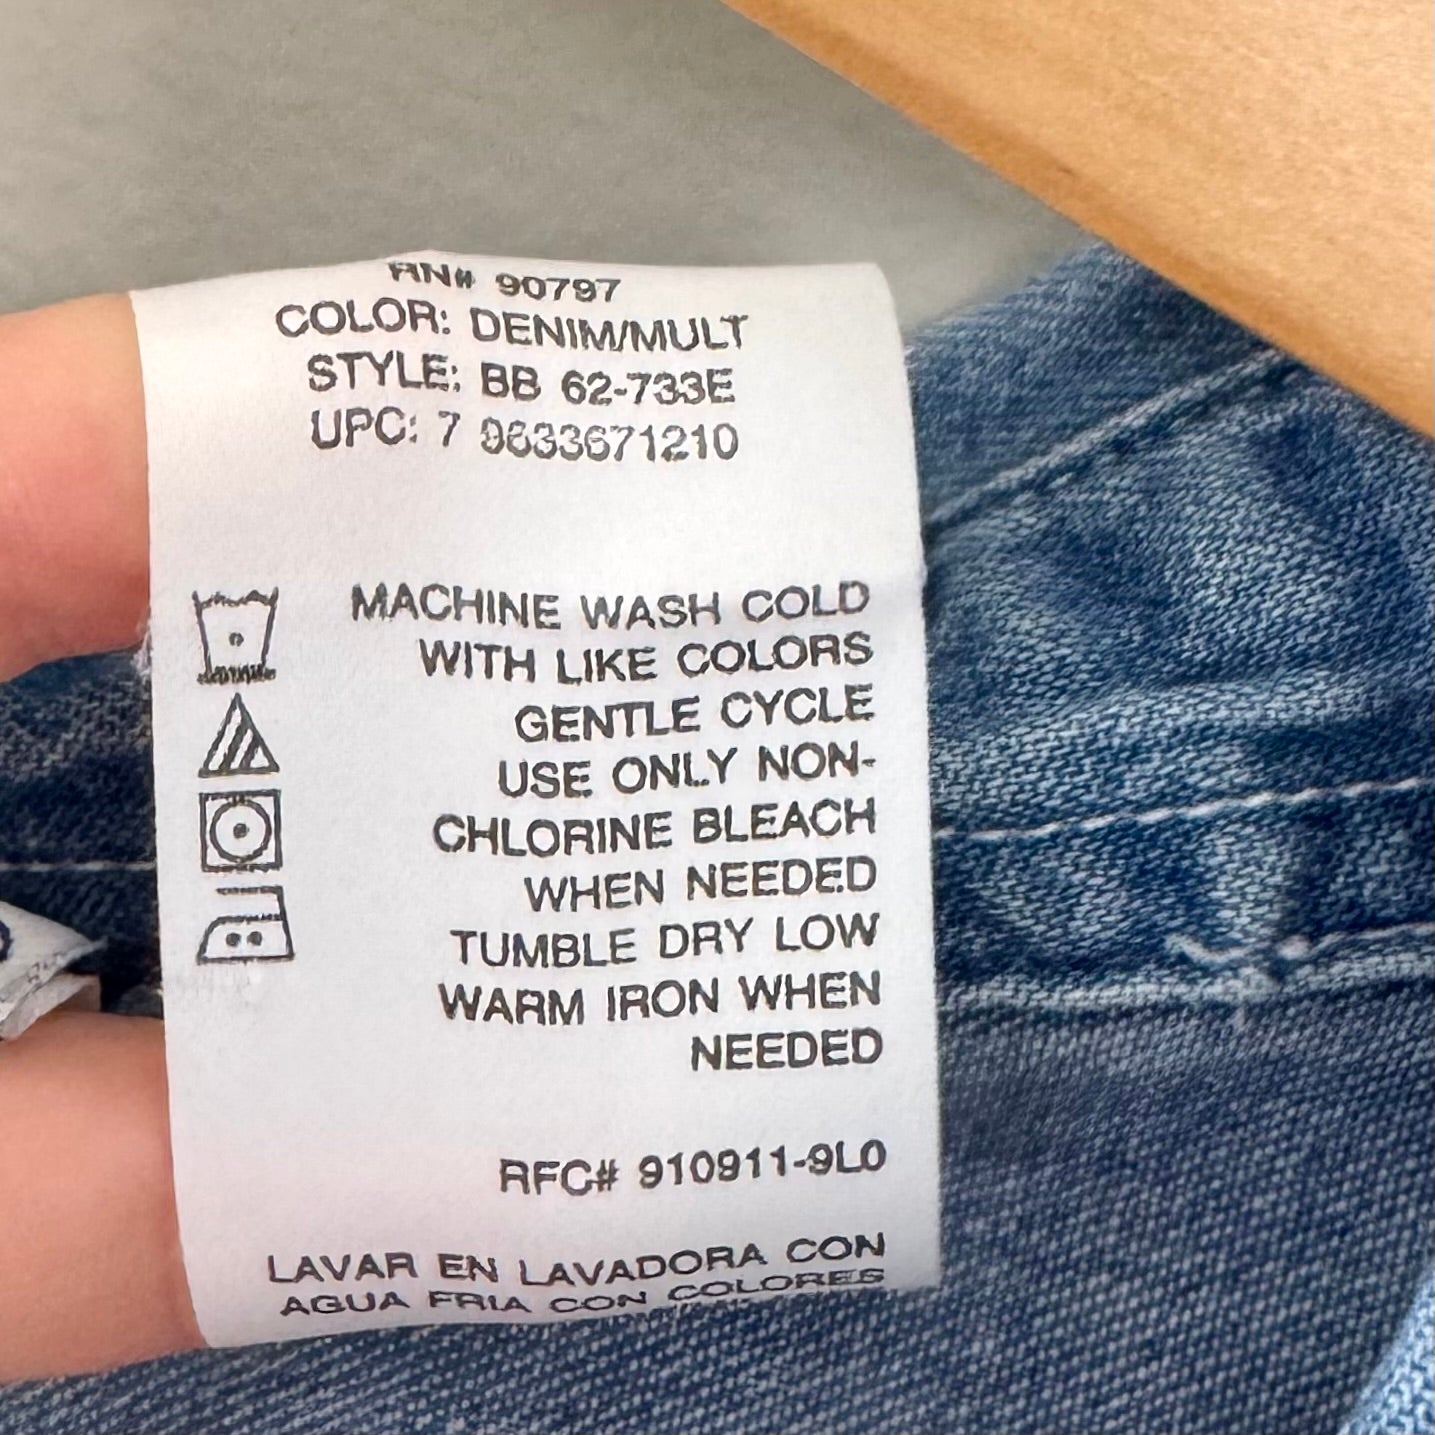 RN# 90797
COLOR: DENIM/MULT
STYLE: BB 62-733E
UPC: 7 9633671210
MACHINE WASH COLD
WITH LIKE COLORS
GENTLE CYCLE
USE ONLY NON-
CHLORINE BLEACH
WHEN NEEDED
TUMBLE DRY LOW
WARM IRON WHEN
NEEDED
RFC# 910911-9L0
LAVAR EN LAVADORA CON
AGUA FRIA CON COLORES